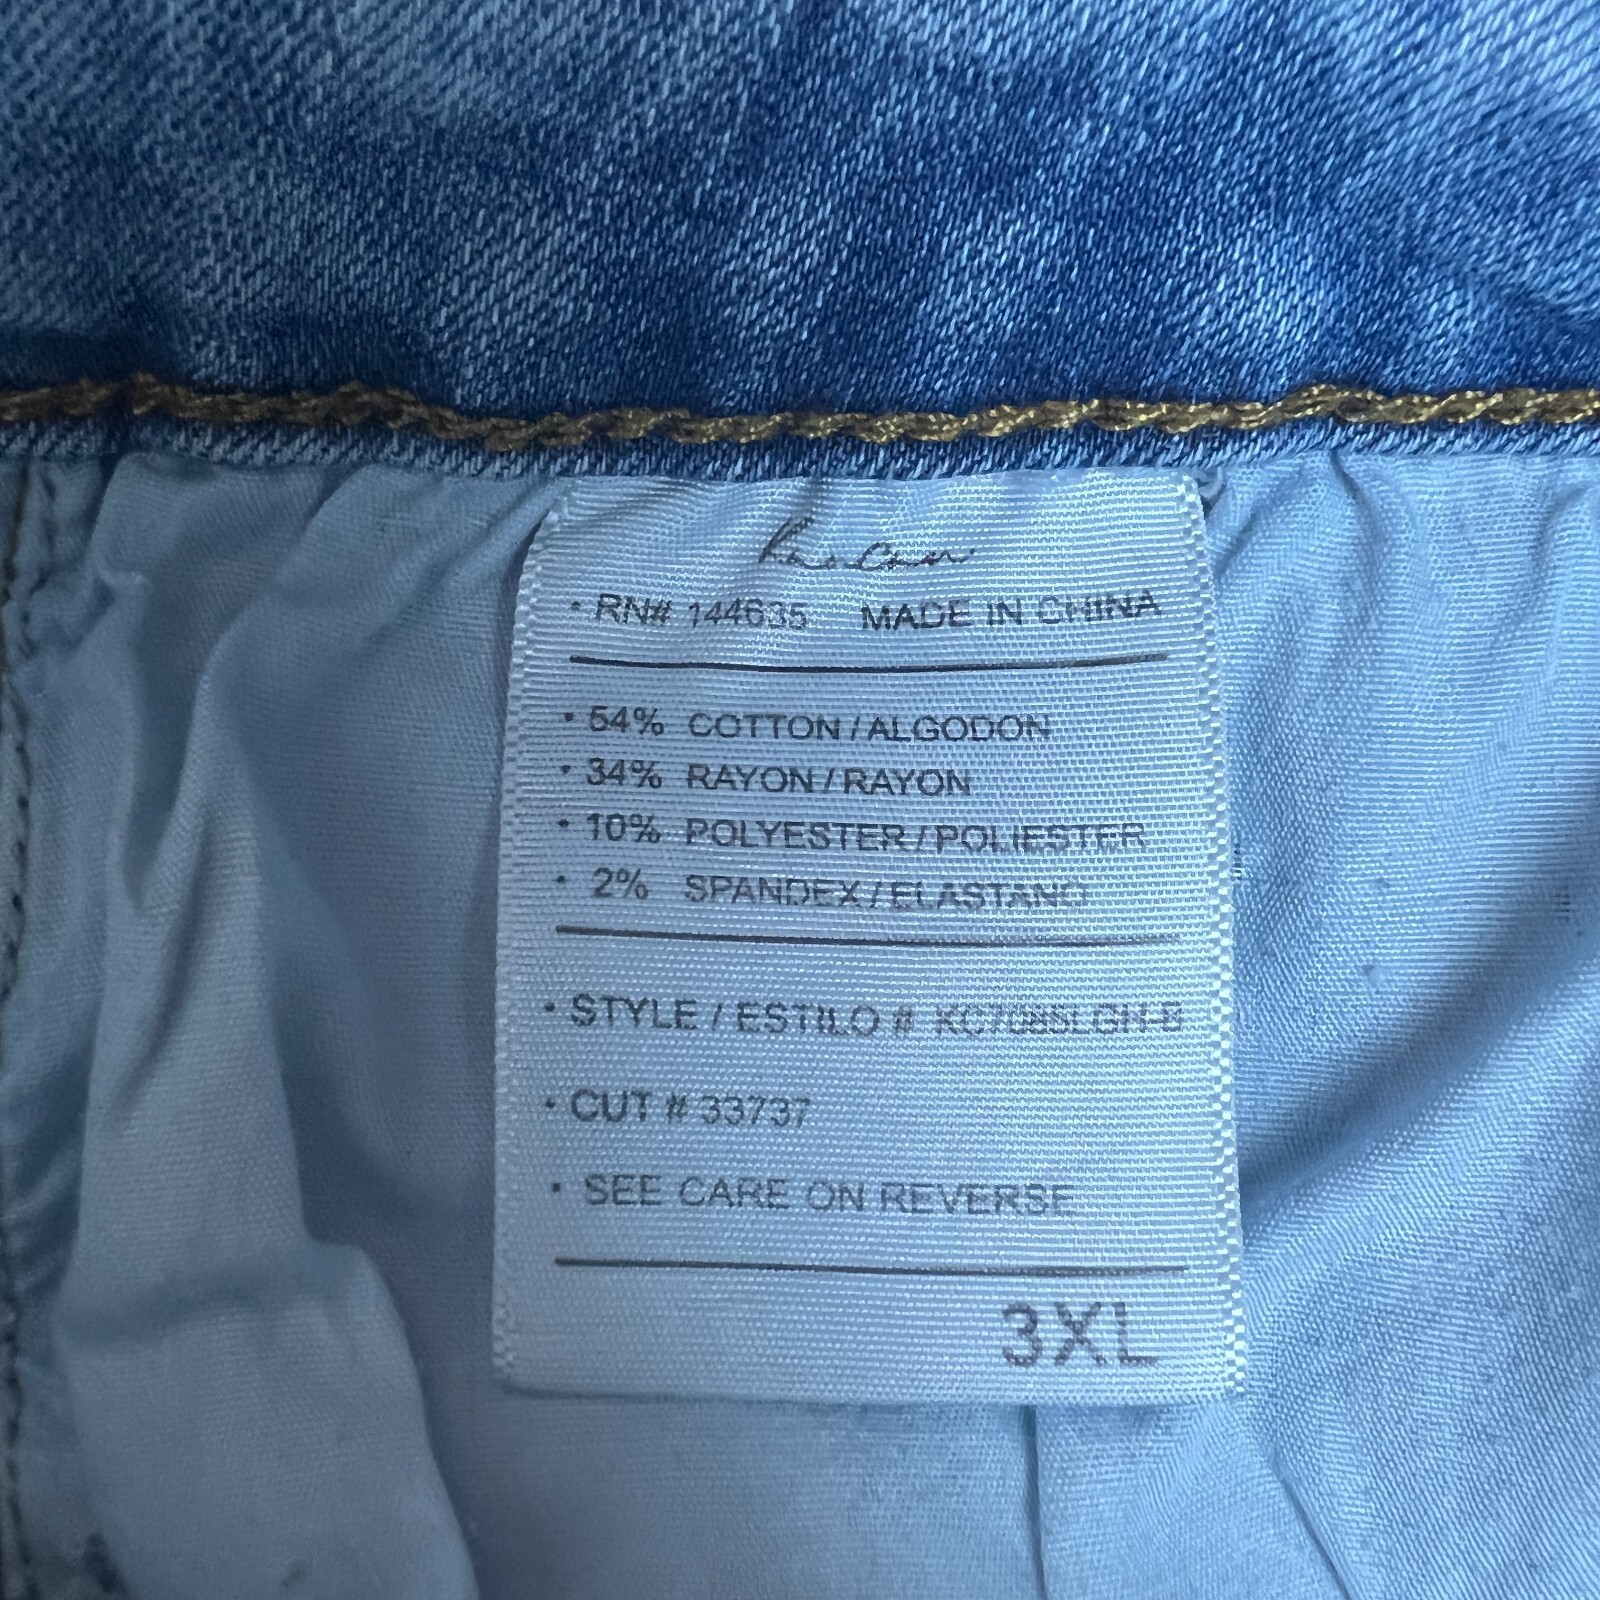 Kancan
• RN# 144635 MADE IN CHINA
• 54% COTTON / ALGODON
• 34% RAYON / RAYON
• 10% POLYESTER / POLIESTER
• 2% SPANDEX / ELASTANO
• STYLE / ESTILO #
• CUT # 33737
• SEE CARE ON REVERSE
3XL